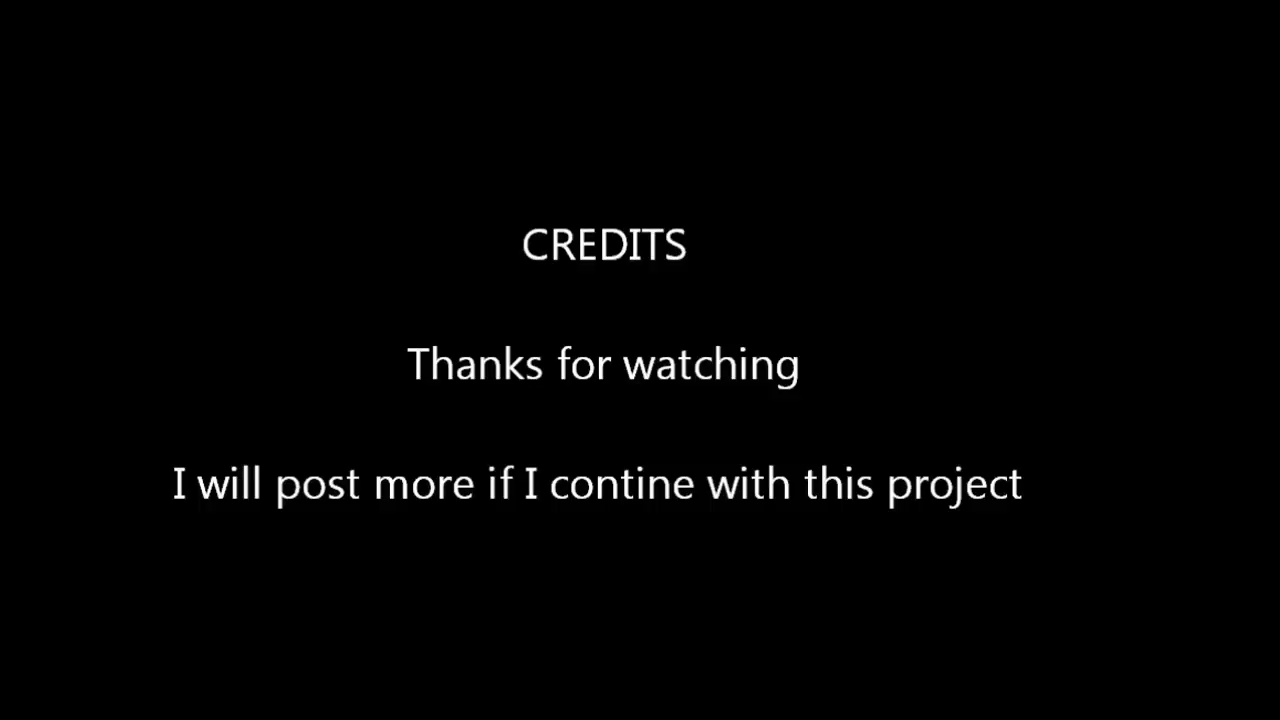 CREDITS
Thanks for watching
I will post more if I contine with this project